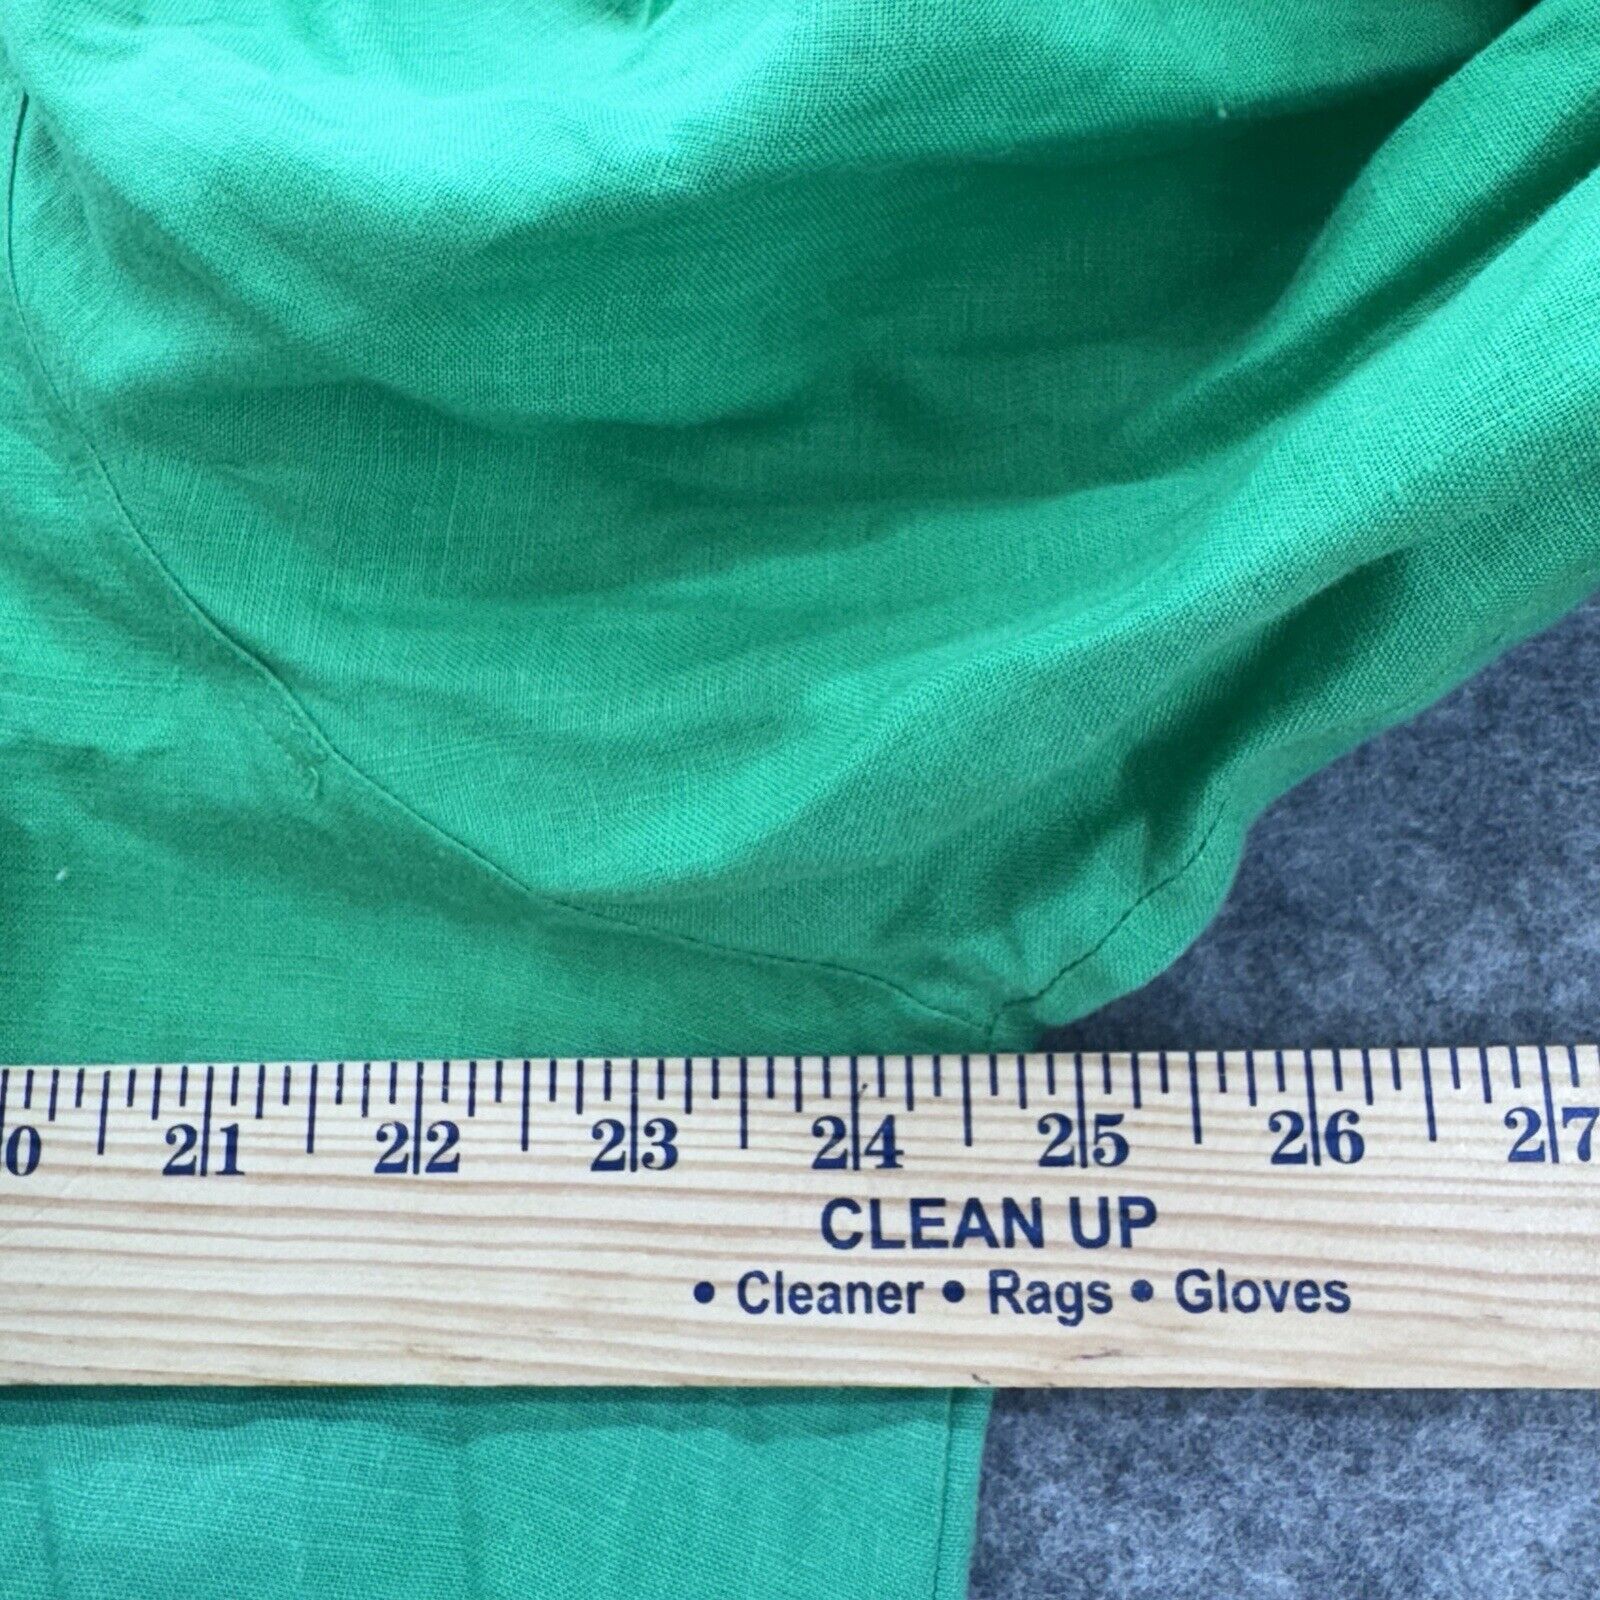 0 21 22 23 24 25 26 27
CLEAN UP
• Cleaner • Rags • Gloves